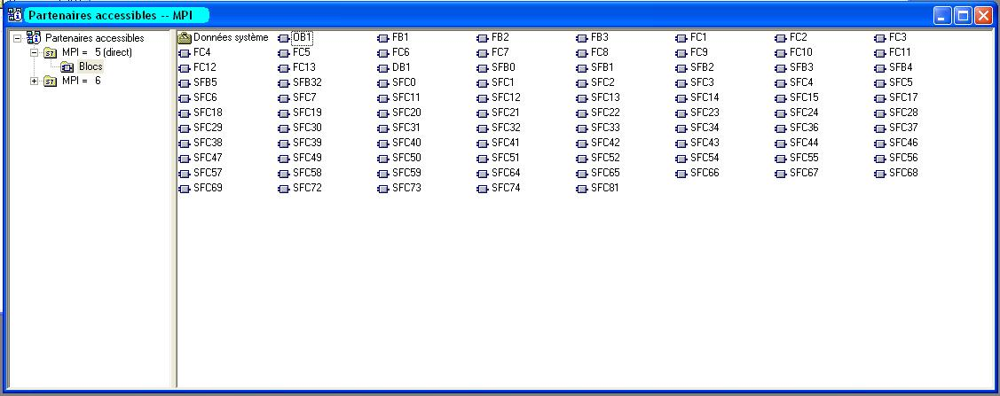 Partenaires accessibles -- MPI
Partenaires accessibles
MPI = 5 (direct)
Blocs
MPI = 6
Données système OB1 FB1 FB2 FB3 FC1 FC2 FC3
FC4 FC5 FC6 FC7 FC8 FC9 FC10 FC11
FC12 FC13 DB1 SFB0 SFB1 SFB2 SFB3 SFB4
SFB5 SFB32 SFC0 SFC1 SFC2 SFC3 SFC4 SFC5
SFC6 SFC7 SFC11 SFC12 SFC13 SFC14 SFC15 SFC17
SFC18 SFC19 SFC20 SFC21 SFC22 SFC23 SFC24 SFC28
SFC29 SFC30 SFC31 SFC32 SFC33 SFC34 SFC36 SFC37
SFC38 SFC39 SFC40 SFC41 SFC42 SFC43 SFC44 SFC46
SFC47 SFC49 SFC50 SFC51 SFC52 SFC54 SFC55 SFC56
SFC57 SFC58 SFC59 SFC64 SFC65 SFC66 SFC67 SFC68
SFC69 SFC72 SFC73 SFC74 SFC81